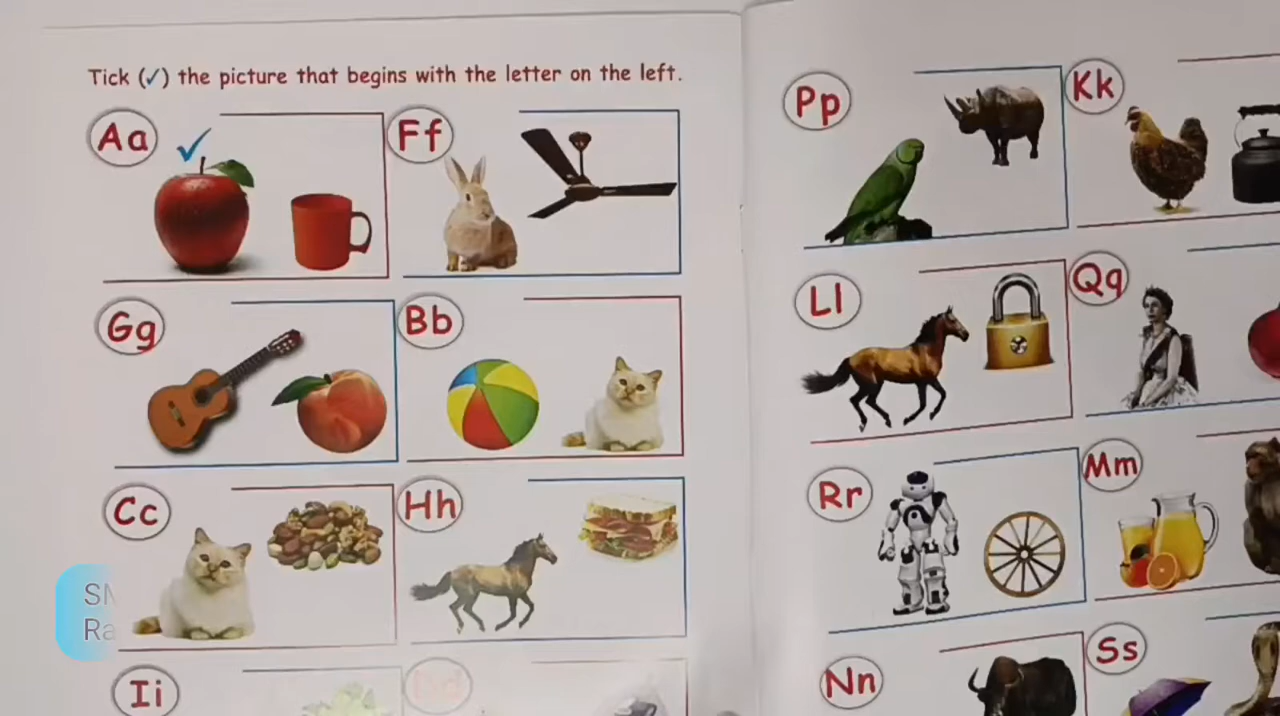 Tick (✓) the picture that begins with the letter on the left.
Aa
Ff
Gg
Bb
Cc
Hh
Ii
Dd
Pp
Kk
Ll
Qq
Rr
Mm
Nn
Ss